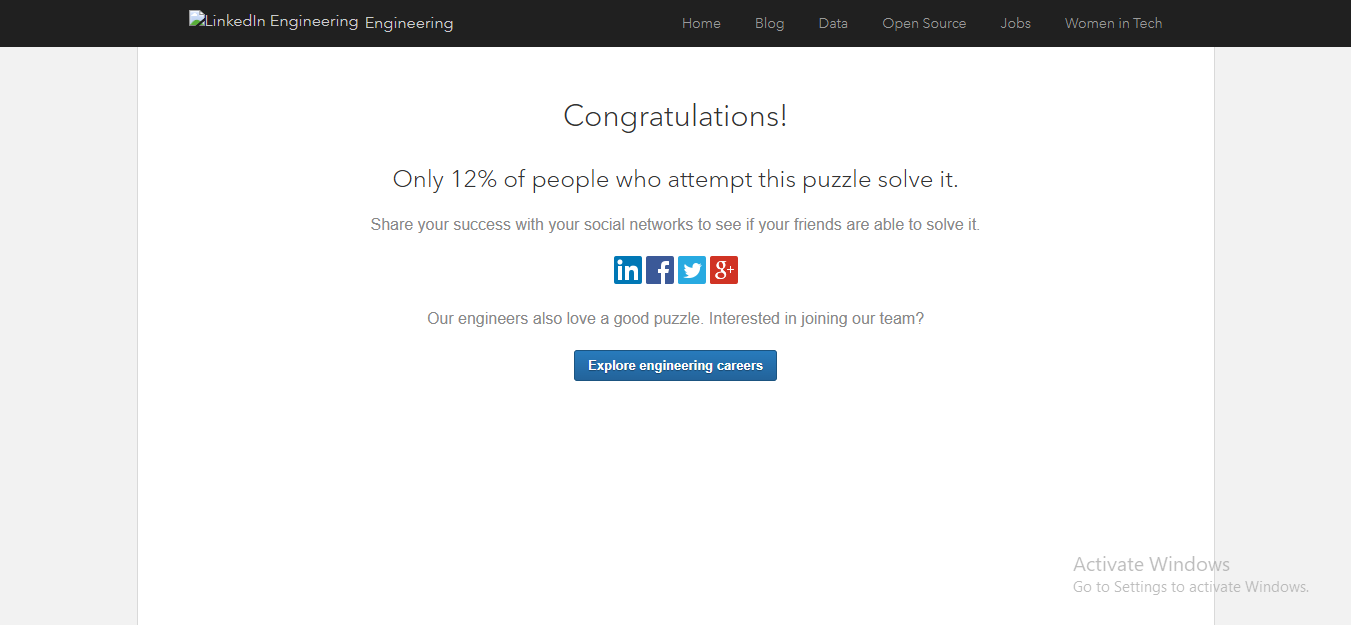 LinkedIn Engineering Engineering Home Blog Data Open Source Jobs Women in Tech
Congratulations!
Only 12% of people who attempt this puzzle solve it.
Share your success with your social networks to see if your friends are able to solve it.
in f g+
Our engineers also love a good puzzle. Interested in joining our team?
Explore engineering careers
Activate Windows
Go to Settings to activate Windows.